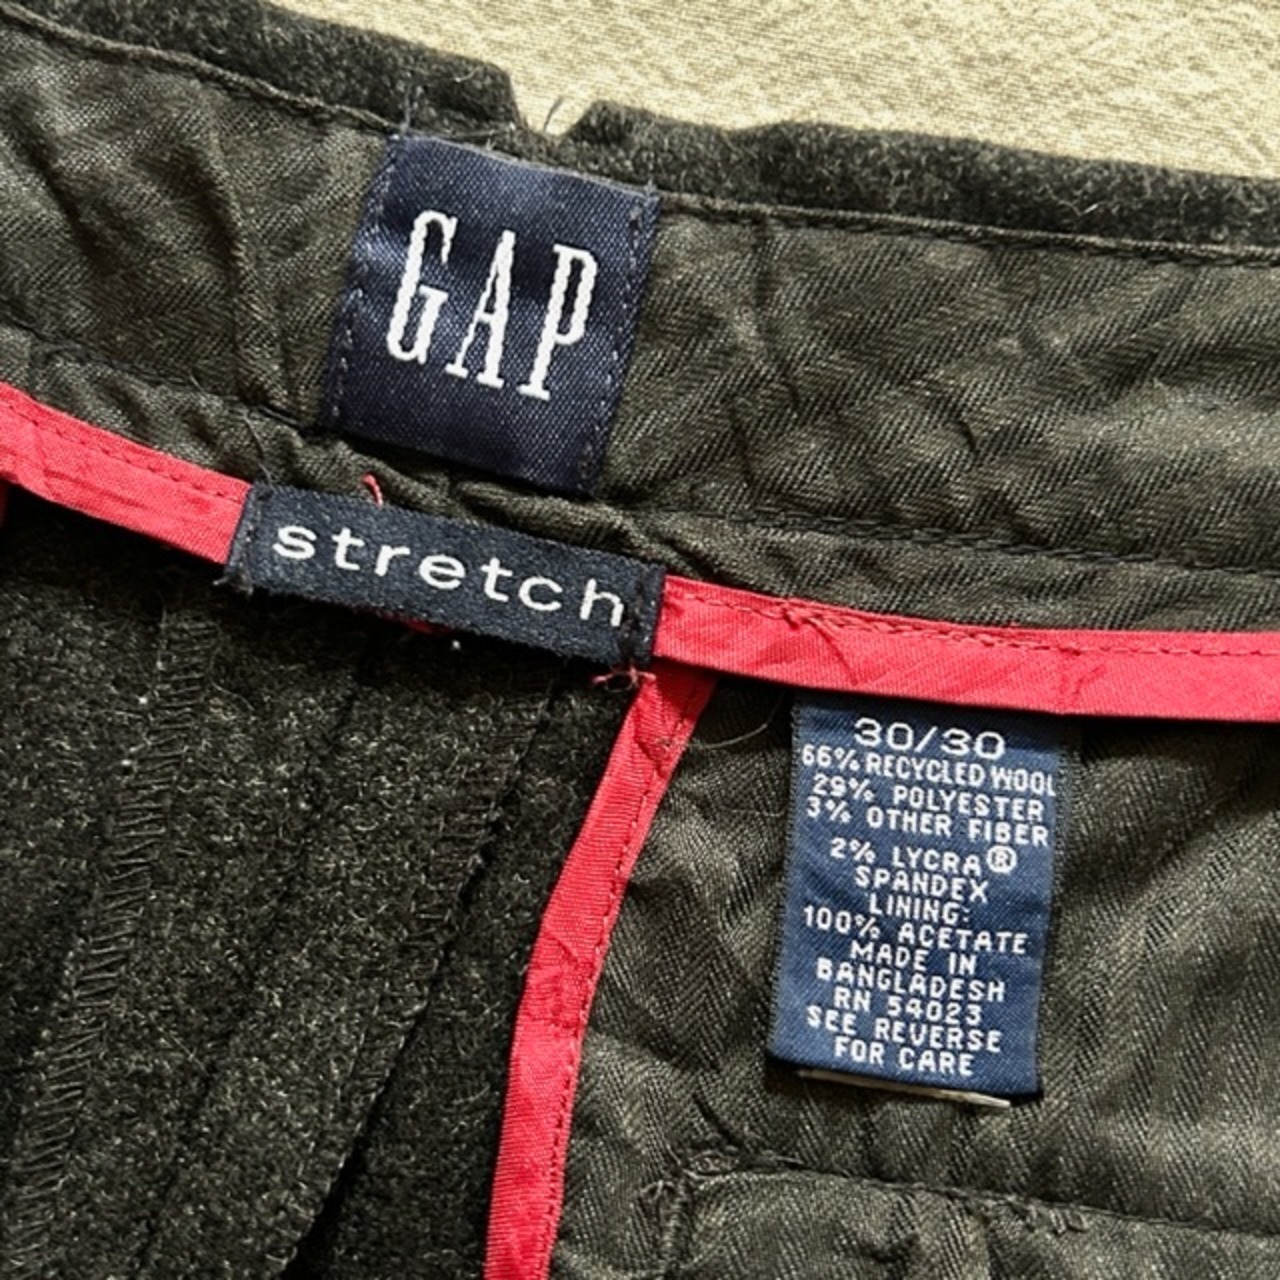 GAP
stretch
30/30
66% RECYCLED WOOL
29% POLYESTER
3% OTHER FIBER
2% LYCRA®
SPANDEX
LINING:
100% ACETATE
MADE IN
BANGLADESH
RN 54023
SEE REVERSE
FOR CARE